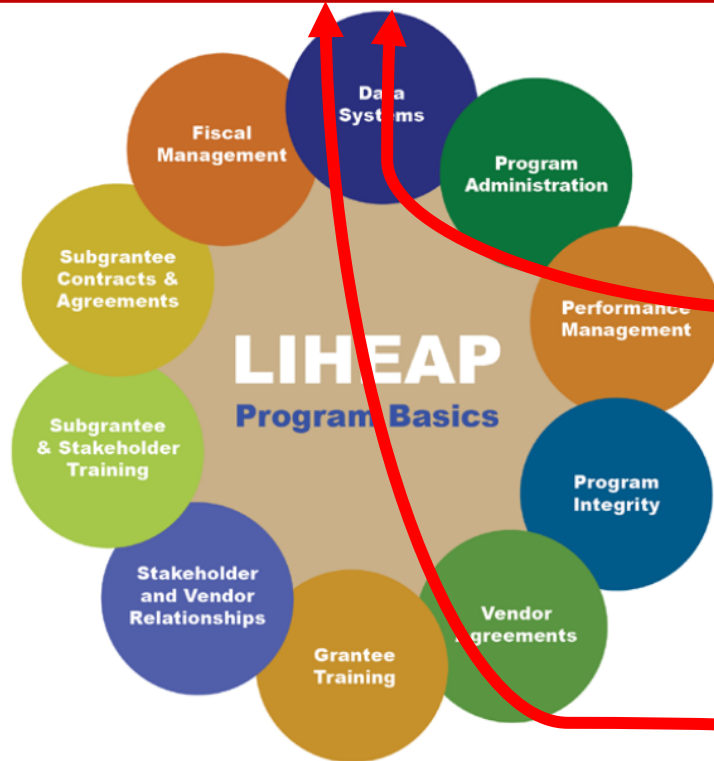 LIHEAP
Program Basics
Data
Systems
Program
Administration
Performance
Management
Program
Integrity
Vendor
Agreements
Grantee
Training
Stakeholder
and Vendor
Relationships
Subgrantee
& Stakeholder
Training
Subgrantee
Contracts &
Agreements
Fiscal
Management